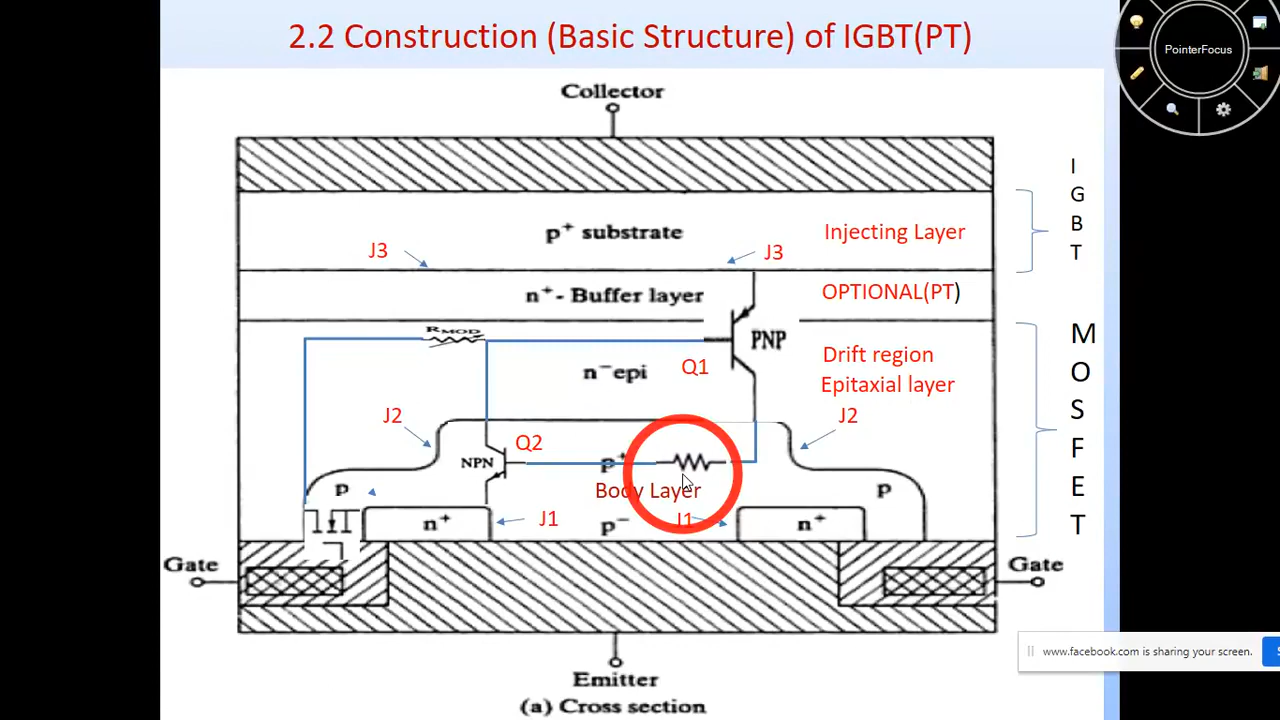 2.2 Construction (Basic Structure) of IGBT(PT)
PointerFocus
Collector
I
G
B
T
p+ substrate
Injecting Layer
J3
J3
n+- Buffer layer
OPTIONAL(PT)
RMOD
PNP
M
O
S
F
E
T
n−epi
Q1
Drift region
Epitaxial layer
J2
J2
Q2
NPN
p+
Body Layer
p
p
n+
J1
p−
J1
n+
Gate
Gate
www.facebook.com is sharing your screen.
S
Emitter
(a) Cross section